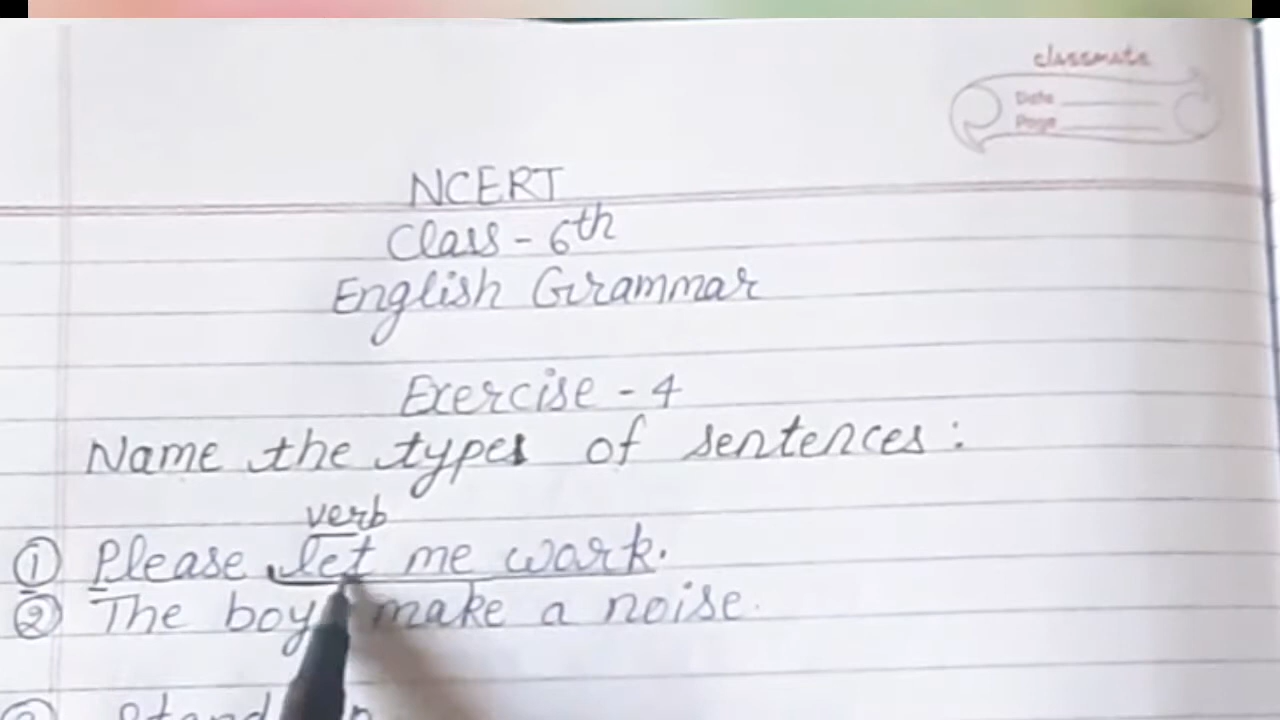 classmate
Date
Page
NCERT
Class - 6th
English Grammar
Exercise - 4
Name the types of sentences:
verb
① Please let me work.
② The boy make a noise.
Stand